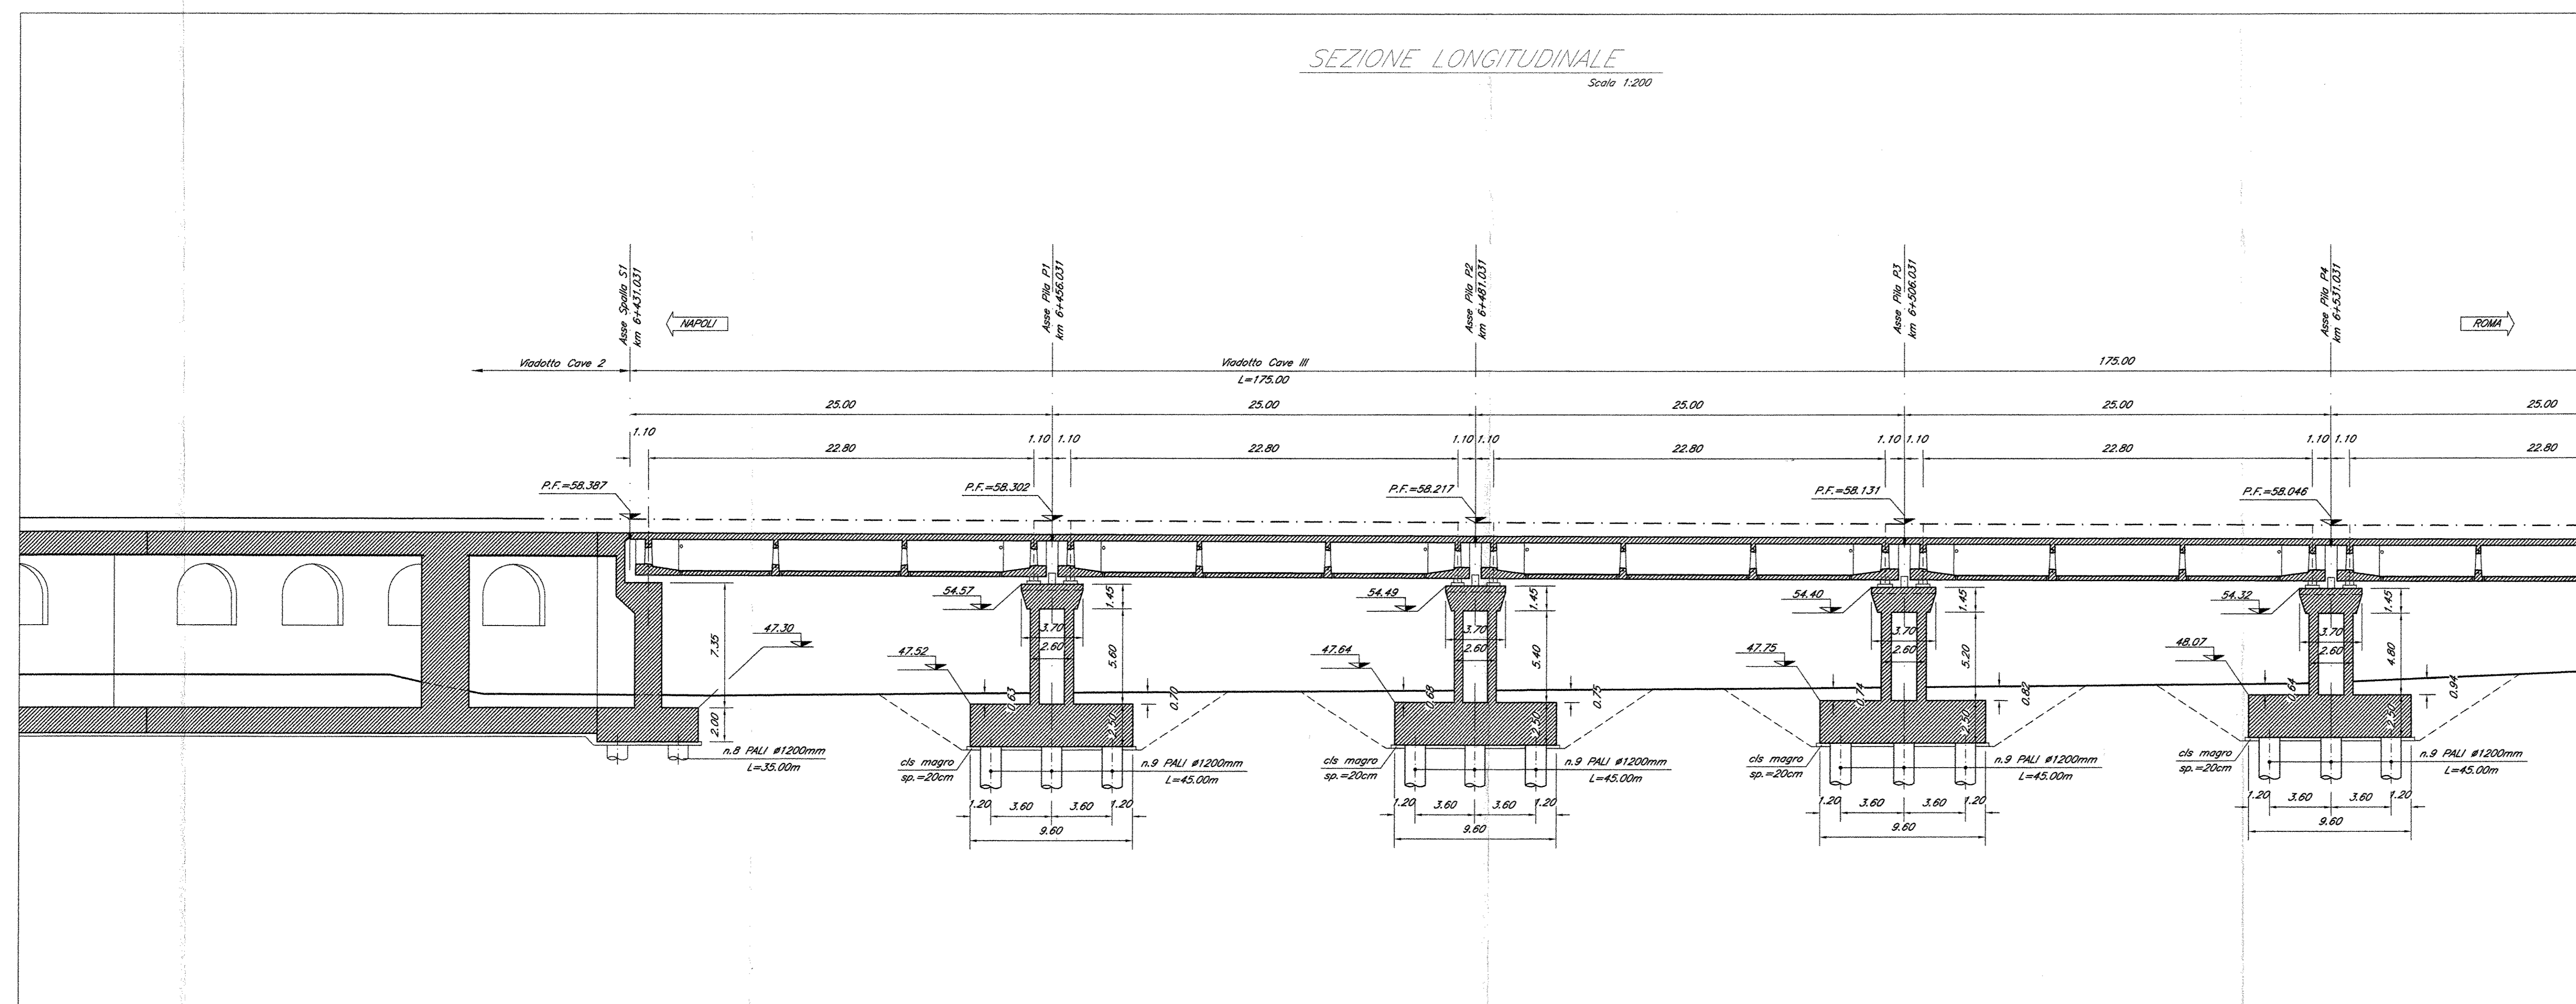 SEZIONE LONGITUDINALE
Scala 1:200
Asse Spalla S1
km 6+431.031
Asse Pila P1
km 6+456.031
Asse Pila P2
km 6+481.031
Asse Pila P3
km 6+506.031
Asse Pila P4
km 6+531.031
NAPOLI
ROMA
Viadotto Cave 2
Viadotto Cave III
L=175.00
175.00
25.00 25.00 25.00 25.00 25.00
1.10 1.10 1.10 1.10 1.10 1.10 1.10 1.10 1.10
22.80 22.80 22.80 22.80 22.80
P.F.=58.387 P.F.=58.302 P.F.=58.217 P.F.=58.131 P.F.=58.046
54.57 1.45 54.49 1.45 54.40 1.45 54.32 1.45
7.35 47.30 3.70 3.70 3.70 3.70
47.52 2.60 5.60 47.64 2.60 5.40 47.75 2.60 5.20 48.07 2.60 4.80
0.63 0.70 0.68 0.75 0.74 0.82 0.64 0.94
2.00 2.50 2.50 2.50 2.50
n.8 PALI ø1200mm
L=35.00m
cls magro
sp.=20cm
n.9 PALI ø1200mm
L=45.00m
cls magro
sp.=20cm
n.9 PALI ø1200mm
L=45.00m
cls magro
sp.=20cm
n.9 PALI ø1200mm
L=45.00m
cls magro
sp.=20cm
n.9 PALI ø1200mm
L=45.00m
1.20 3.60 3.60 1.20
9.60
1.20 3.60 3.60 1.20
9.60
1.20 3.60 3.60 1.20
9.60
1.20 3.60 3.60 1.20
9.60